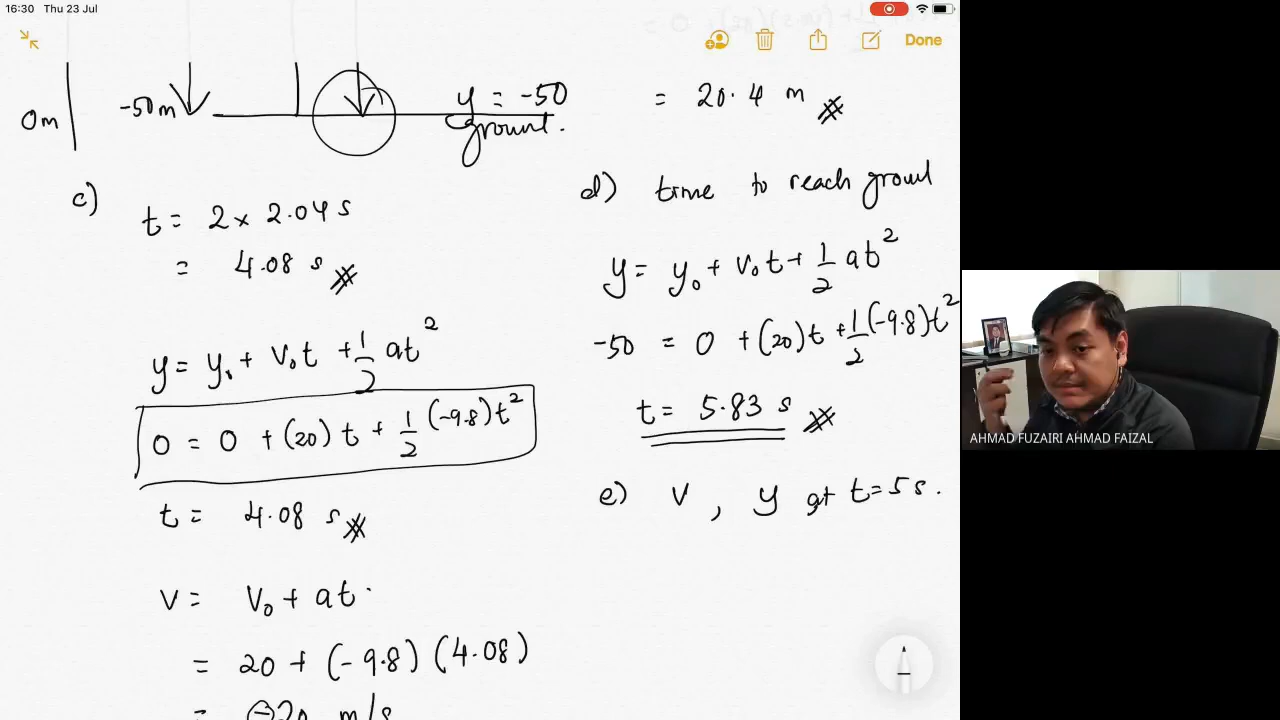 16:30 Thu 23 Jul
Done
-50m
0m
y = -50
ground.
= 20.4 m
c)
t = 2 × 2.04 s
= 4.08 s
y = y₀ + v₀t + 1/2 at²
0 = 0 + (20)t + 1/2 (-9.8)t²
t = 4.08 s
v = v₀ + at
= 20 + (-9.8)(4.08)
= -20 m/s
d) time to reach ground
y = y₀ + v₀t + 1/2 at²
-50 = 0 + (20)t + 1/2 (-9.8)t²
t = 5.83 s
e) v, y at t = 5 s.
AHMAD FUZAIRI AHMAD FAIZAL